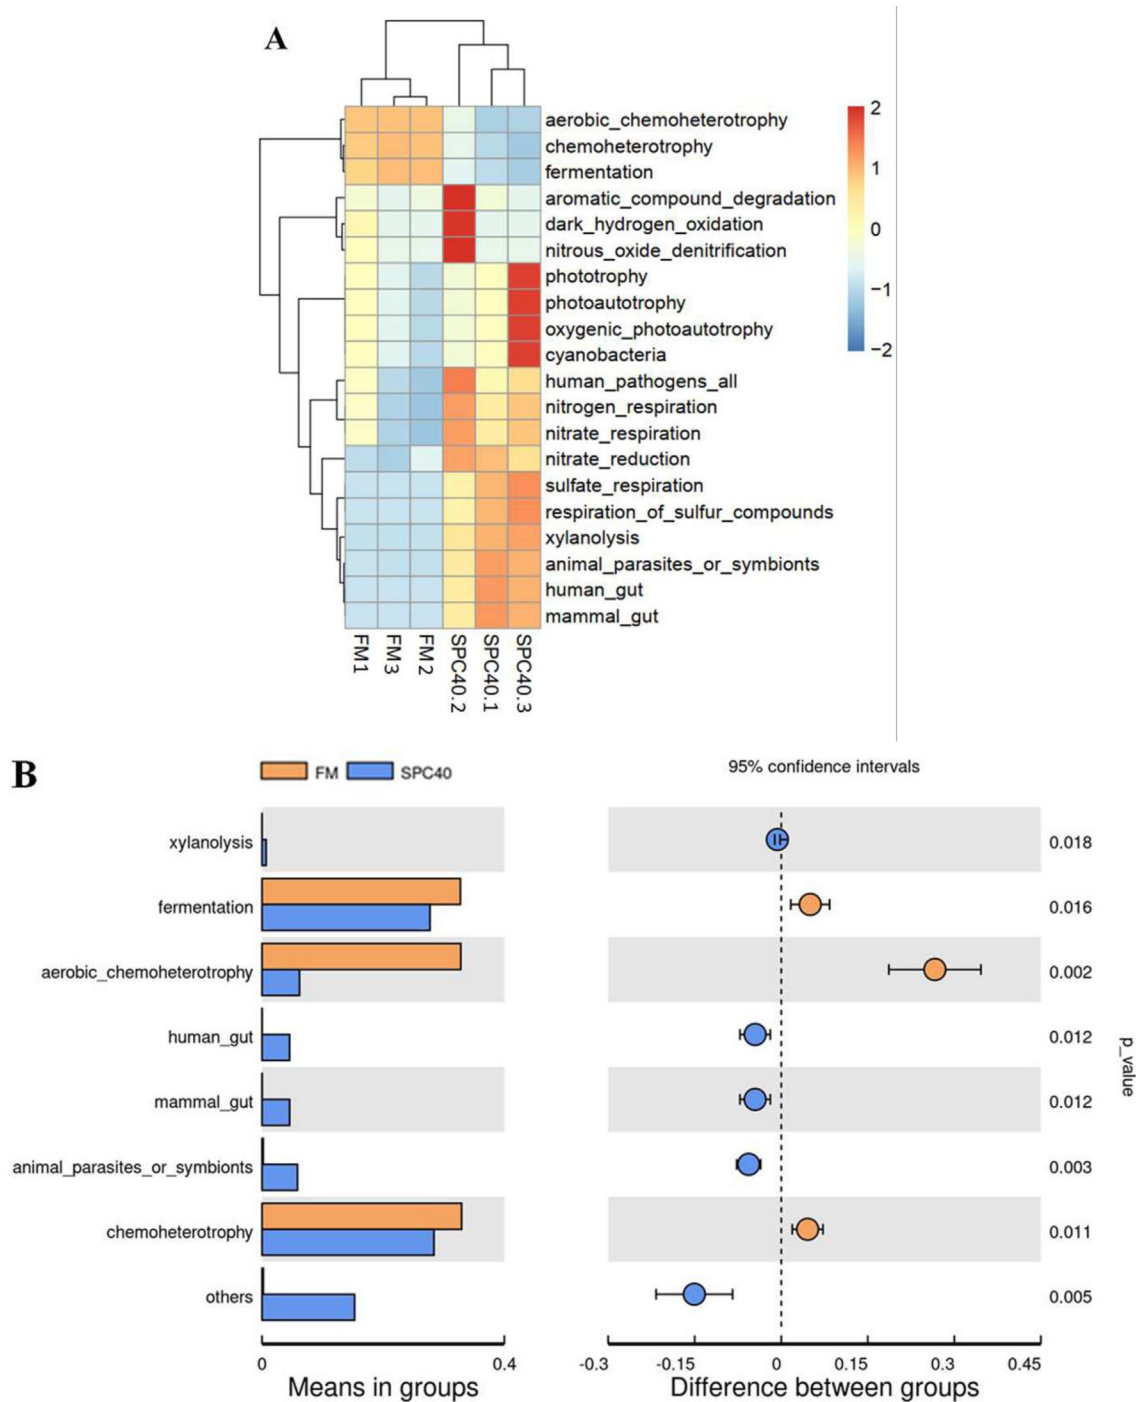 A
2
1
0
−1
−2
aerobic_chemoheterotrophy
chemoheterotrophy
fermentation
aromatic_compound_degradation
dark_hydrogen_oxidation
nitrous_oxide_denitrification
phototrophy
photoautotrophy
oxygenic_photoautotrophy
cyanobacteria
human_pathogens_all
nitrogen_respiration
nitrate_respiration
nitrate_reduction
sulfate_respiration
respiration_of_sulfur_compounds
xylanolysis
animal_parasites_or_symbionts
human_gut
mammal_gut
FM1
FM3
FM2
SPC40.2
SPC40.1
SPC40.3
B
FM SPC40
95% confidence intervals
xylanolysis 0.018
fermentation 0.016
aerobic_chemoheterotrophy 0.002
human_gut 0.012
mammal_gut 0.012
animal_parasites_or_symbionts 0.003
chemoheterotrophy 0.011
others 0.005
p_value
0 0.4 -0.3 -0.15 0 0.15 0.3 0.45
Means in groups Difference between groups